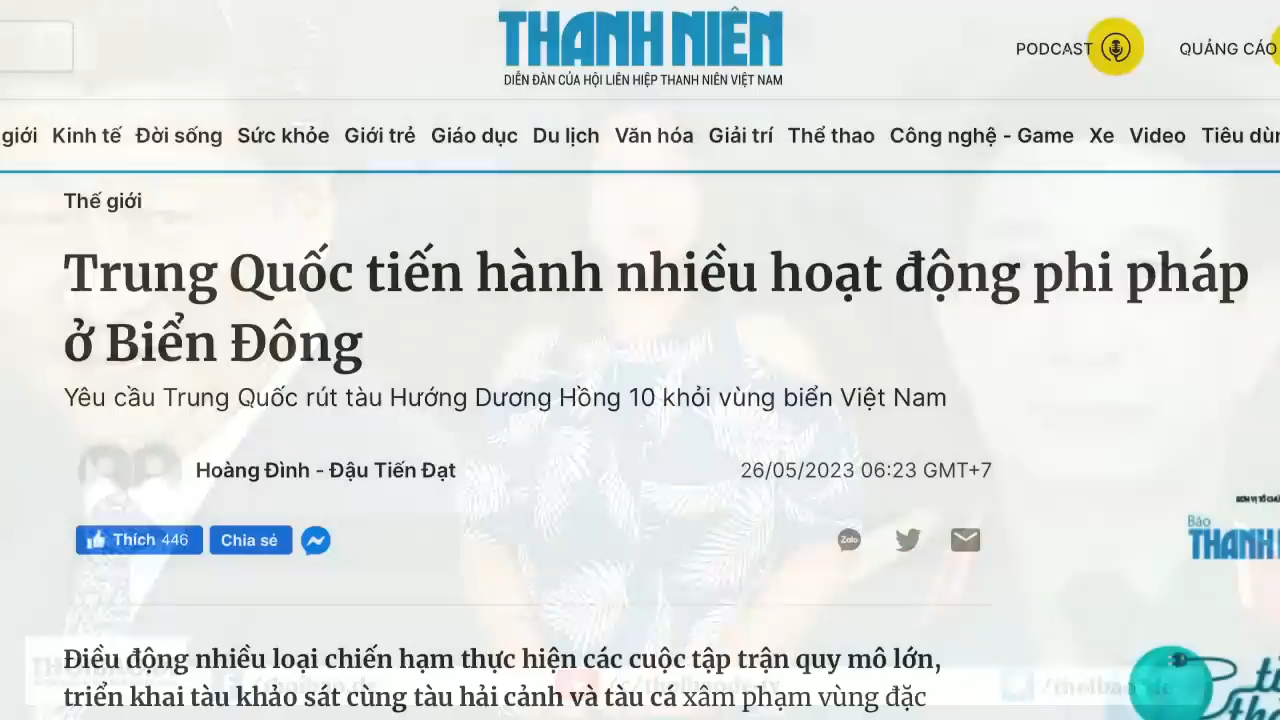 THANH NIÊN
DIỄN ĐÀN CỦA HỘI LIÊN HIỆP THANH NIÊN VIỆT NAM
PODCAST
QUẢNG CÁO
giới Kinh tế Đời sống Sức khỏe Giới trẻ Giáo dục Du lịch Văn hóa Giải trí Thể thao Công nghệ - Game Xe Video Tiêu dùn
Thế giới
Trung Quốc tiến hành nhiều hoạt động phi pháp
ở Biển Đông
Yêu cầu Trung Quốc rút tàu Hướng Dương Hồng 10 khỏi vùng biển Việt Nam
Hoàng Đình - Đậu Tiến Đạt
26/05/2023 06:23 GMT+7
Thích 446
Chia sẻ
Zalo
Báo
THANH
Điều động nhiều loại chiến hạm thực hiện các cuộc tập trận quy mô lớn,
triển khai tàu khảo sát cùng tàu hải cảnh và tàu cá xâm phạm vùng đặc